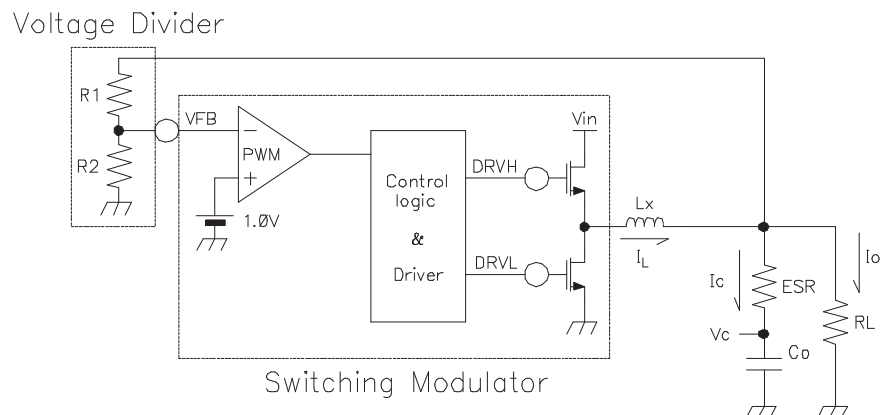 Voltage Divider
R1
R2
VFB
−
PWM
+
1.0V
Control
logic
&
Driver
DRVH
DRVL
Vin
Lx
IL
Ic
ESR
Vc
Co
Io
RL
Switching Modulator